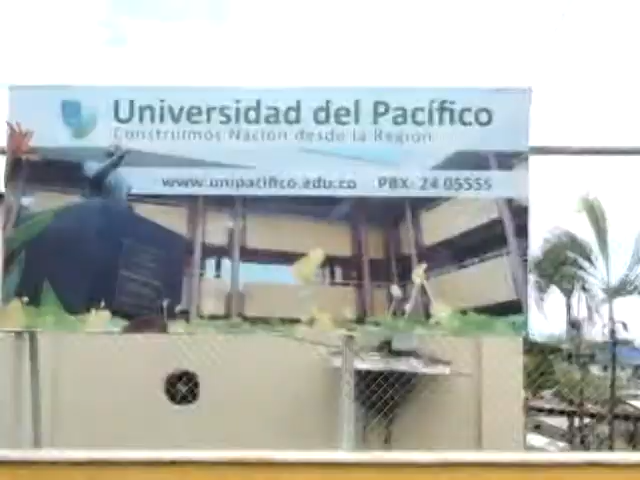 Universidad del Pacífico
Construimos Nación desde la Región
www.unipacifico.edu.co PBX: 24 05555